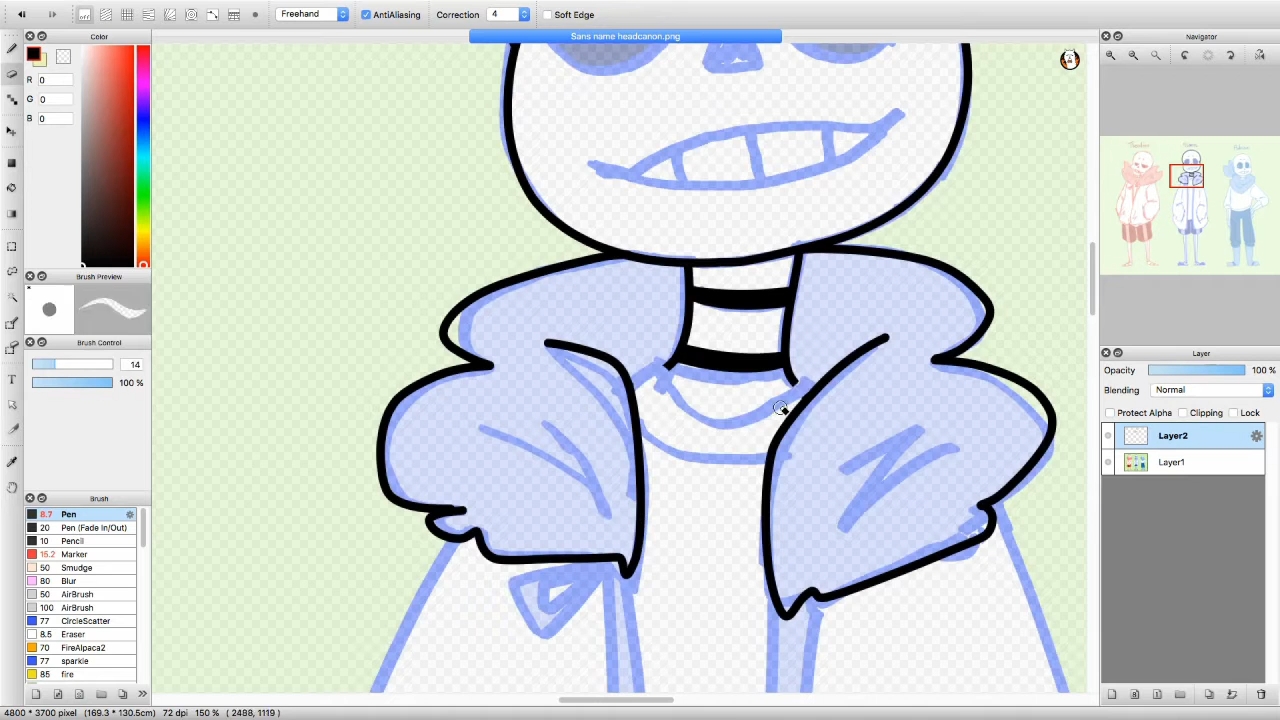 Freehand AntiAliasing Correction 4 Soft Edge
Color Sans name headcanon.png Navigator
R 0
G 0
B 0
Brush Preview
Brush Control
14
100 %
Layer
Opacity 100 %
Blending Normal
Protect Alpha Clipping Lock
Layer2
Layer1
Brush
8.7 Pen
20 Pen (Fade In/Out)
10 Pencil
15.2 Marker
50 Smudge
80 Blur
50 AirBrush
100 AirBrush
77 CircleScatter
8.5 Eraser
70 FireAlpaca2
77 sparkle
85 fire
4800 * 3700 pixel (169.3 * 130.5cm) 72 dpi 150 % ( 2488, 1119 )